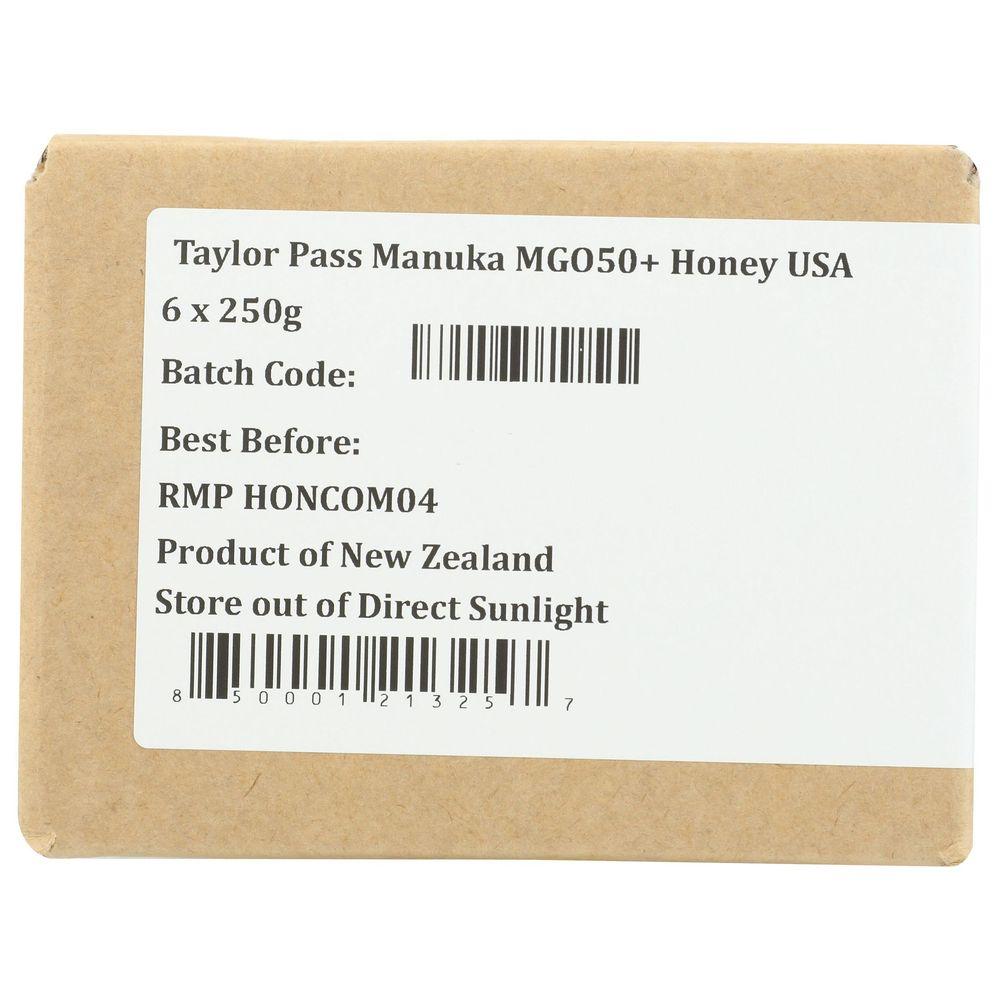 Taylor Pass Manuka MGO50+ Honey USA
6 x 250g
Batch Code:
Best Before:
RMP HONCOM04
Product of New Zealand
Store out of Direct Sunlight
8 50001 21325 7